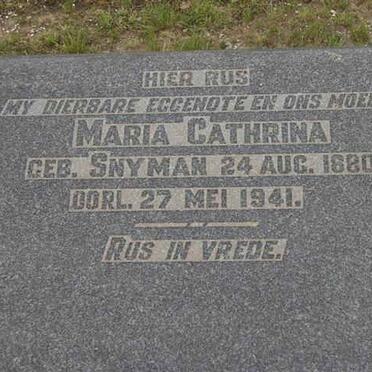 HIER RUS
MY DIERBARE EGGENOTE EN ONS MOE
MARIA CATHRINA
GEB. SNYMAN 24 AUG. 1880
OORL. 27 MEI 1941.
RUS IN VREDE.